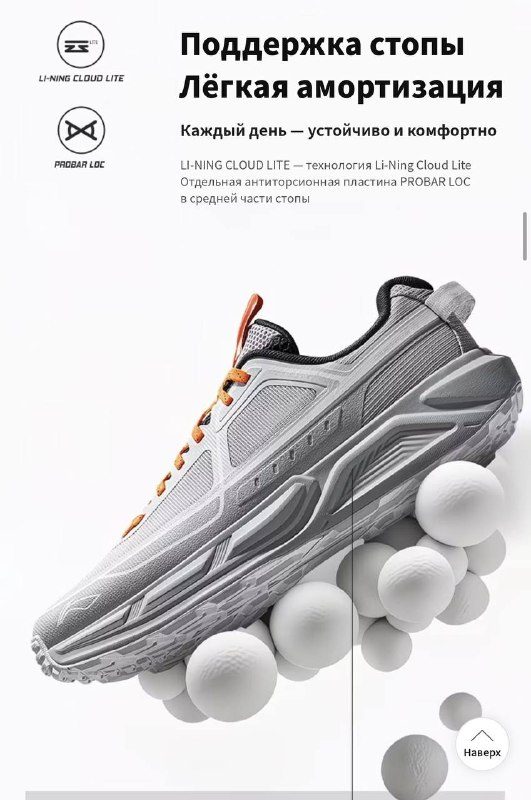 LITE
LI-NING CLOUD LITE
PROBAR LOC
Поддержка стопы
Лёгкая амортизация
Каждый день — устойчиво и комфортно
LI-NING CLOUD LITE — технология Li-Ning Cloud Lite
Отдельная антиторсионная пластина PROBAR LOC
в средней части стопы
Наверх